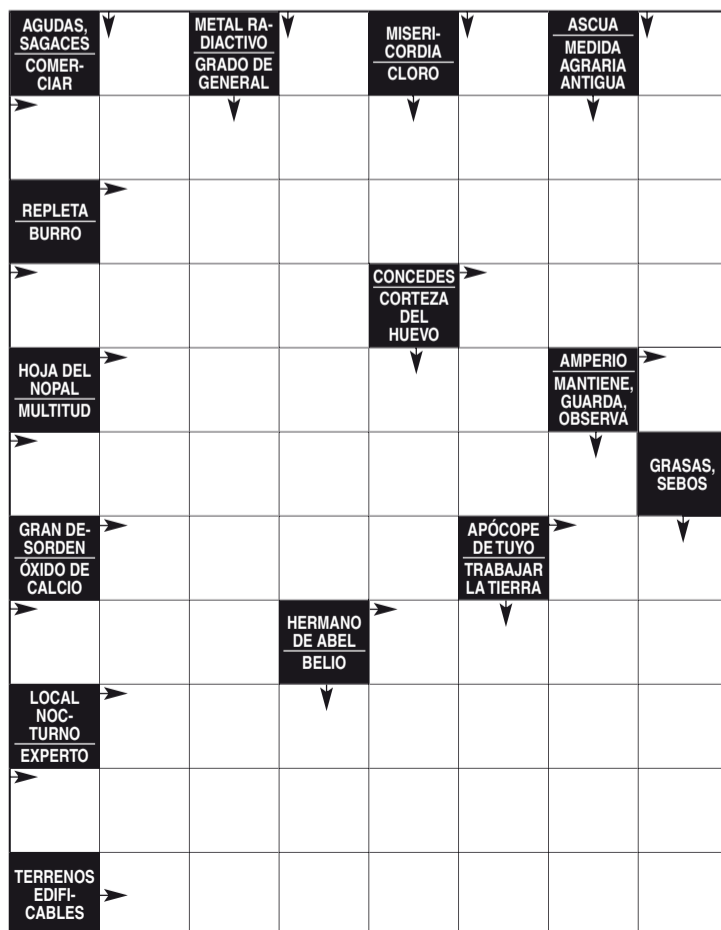 AGUDAS,
SAGACES
COMER-
CIAR
METAL RA-
DIACTIVO
GRADO DE
GENERAL
MISERI-
CORDIA
CLORO
ASCUA
MEDIDA
AGRARIA
ANTIGUA
REPLETA
BURRO
CONCEDES
CORTEZA
DEL
HUEVO
HOJA DEL
NOPAL
MULTITUD
AMPERIO
MANTIENE,
GUARDA,
OBSERVA
GRASAS,
SEBOS
GRAN DE-
SORDEN
ÓXIDO DE
CALCIO
APÓCOPE
DE TUYO
TRABAJAR
LA TIERRA
HERMANO
DE ABEL
BELIO
LOCAL
NOC-
TURNO
EXPERTO
TERRENOS
EDIFI-
CABLES